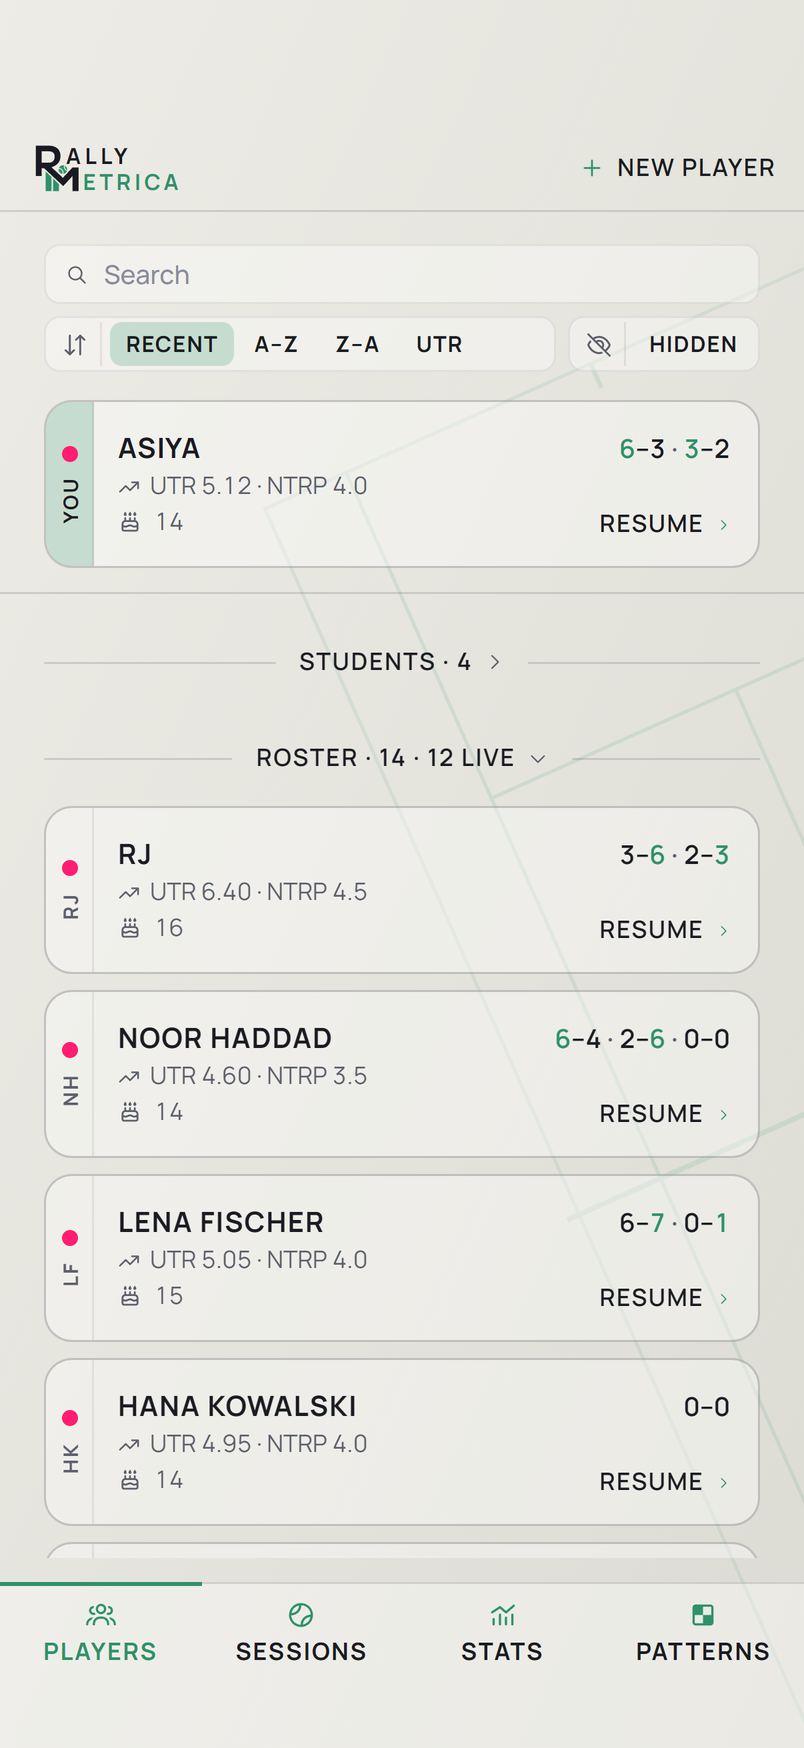 RALLY
METRICA
+ NEW PLAYER
Search
RECENT A–Z Z–A UTR HIDDEN
YOU
ASIYA 6–3 · 3–2
UTR 5.12 · NTRP 4.0
14 RESUME
STUDENTS · 4
ROSTER · 14 · 12 LIVE
RJ
RJ 3–6 · 2–3
UTR 6.40 · NTRP 4.5
16 RESUME
NH
NOOR HADDAD 6–4 · 2–6 · 0–0
UTR 4.60 · NTRP 3.5
14 RESUME
LF
LENA FISCHER 6–7 · 0–1
UTR 5.05 · NTRP 4.0
15 RESUME
HK
HANA KOWALSKI 0–0
UTR 4.95 · NTRP 4.0
14 RESUME
PLAYERS SESSIONS STATS PATTERNS